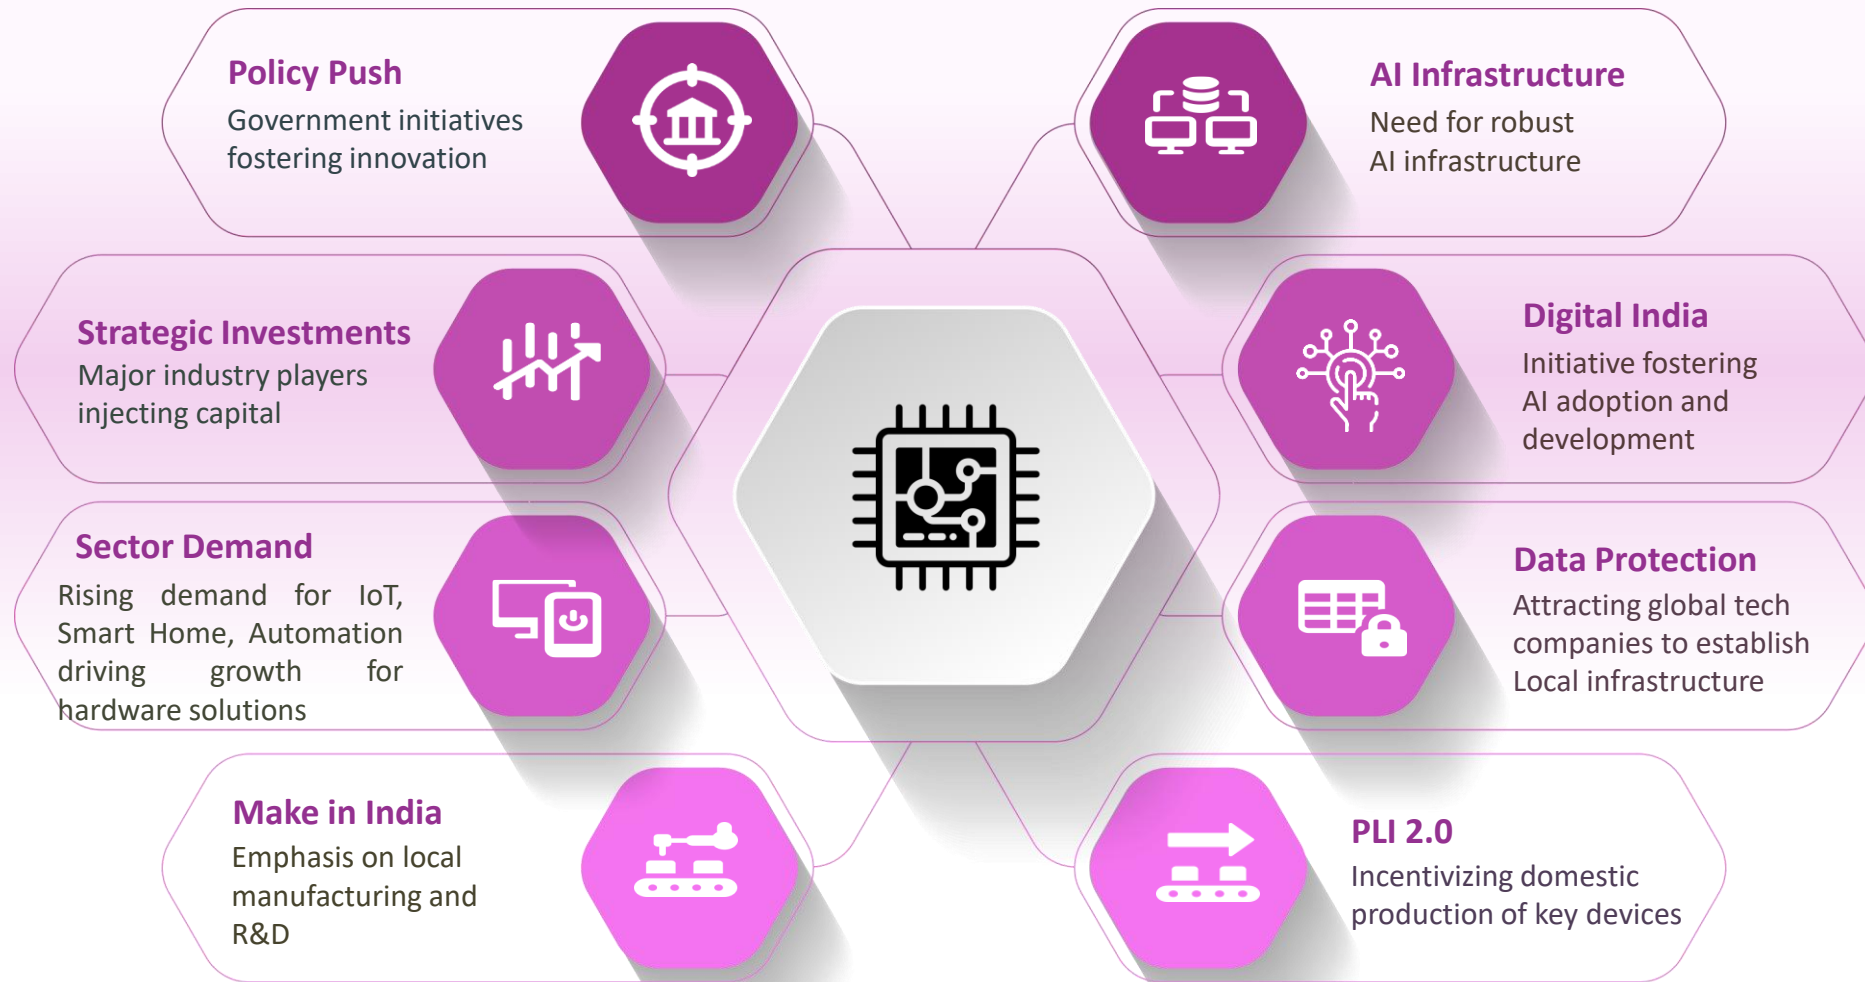 Policy Push
Government initiatives
fostering innovation
Strategic Investments
Major industry players
injecting capital
Sector Demand
Rising demand for IoT,
Smart Home, Automation
driving growth for
hardware solutions
Make in India
Emphasis on local
manufacturing and
R&D
AI Infrastructure
Need for robust
AI infrastructure
Digital India
Initiative fostering
AI adoption and
development
Data Protection
Attracting global tech
companies to establish
Local infrastructure
PLI 2.0
Incentivizing domestic
production of key devices